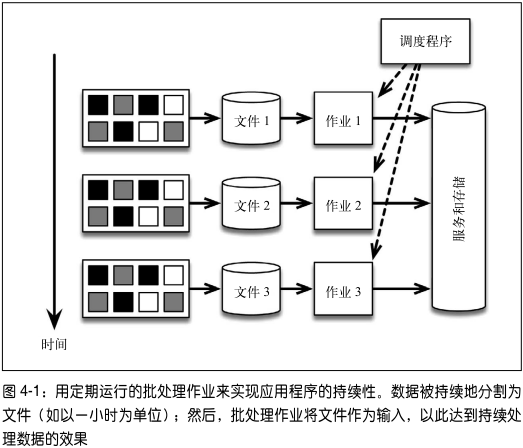 调度程序
文件 1
作业 1
文件 2
作业 2
服务和存储
文件 3
作业 3
时间
图 4-1：用定期运行的批处理作业来实现应用程序的持续性。数据被持续地分割为
文件（如以一小时为单位）；然后，批处理作业将文件作为输入，以此达到持续处
理数据的效果